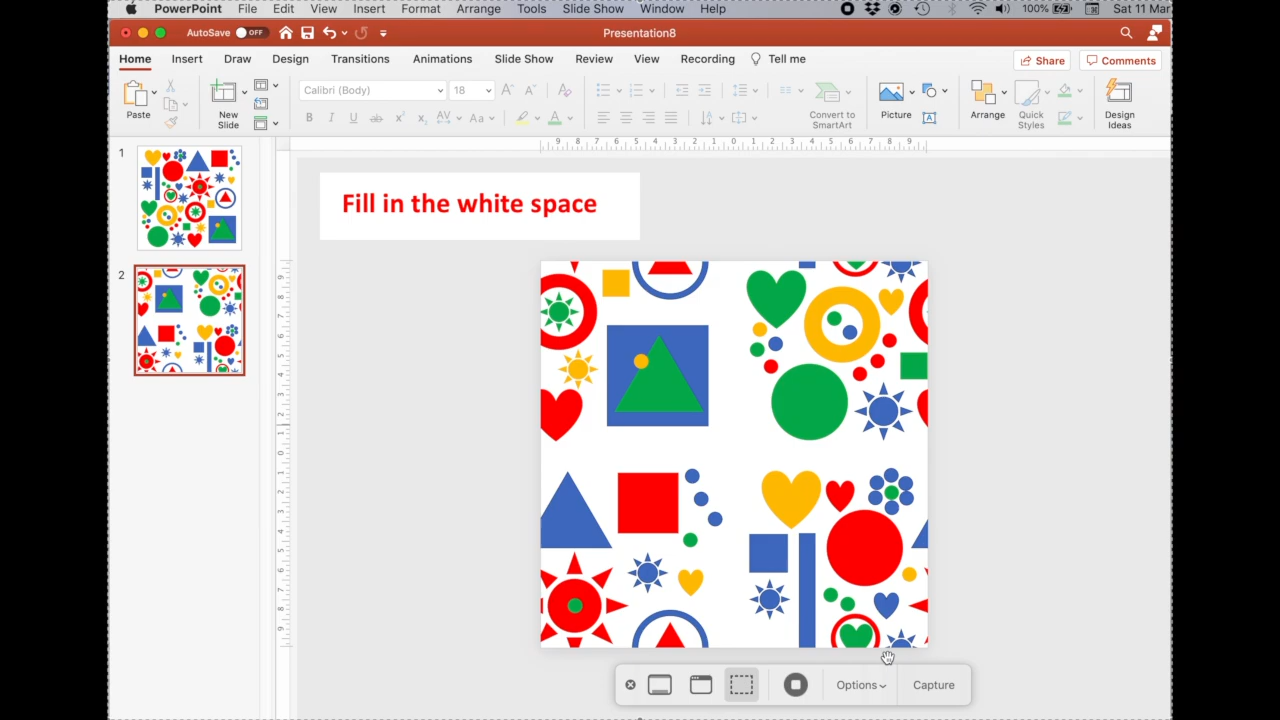 PowerPoint File Edit View Insert Format Arrange Tools Slide Show Window Help 100% Sat 11 Mar
AutoSave OFF Presentation8
Home Insert Draw Design Transitions Animations Slide Show Review View Recording Tell me Share Comments
Calibri (Body) 18
Paste New Slide Convert to SmartArt Picture Arrange Quick Styles Design Ideas
1
2
Fill in the white space
Options Capture